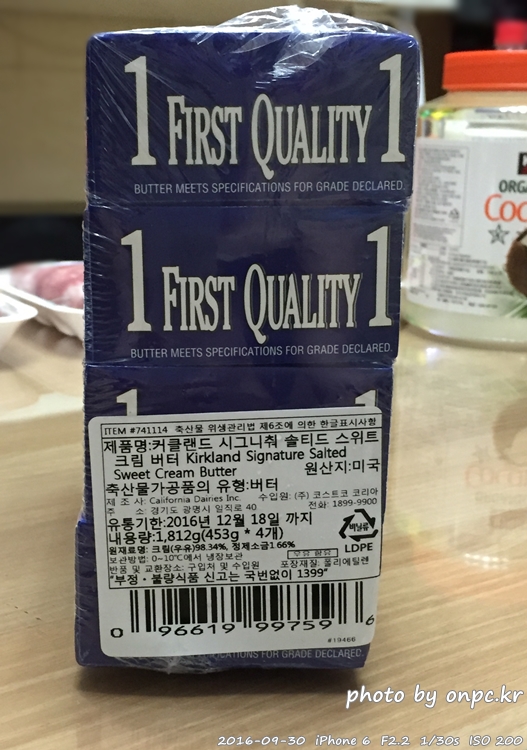 1 FIRST QUALITY 1
BUTTER MEETS SPECIFICATIONS FOR GRADE DECLARED.
1 FIRST QUALITY 1
BUTTER MEETS SPECIFICATIONS FOR GRADE DECLARED.
ORG
Coc
ITEM #741114 축산물 위생관리법 제6조에 의한 한글표시사항
제품명:커클랜드 시그니춰 솔티드 스위트
크림 버터 Kirkland Signature Salted
Sweet Cream Butter 원산지:미국
축산물가공품의 유형:버터
제 조 사: California Dairies Inc. 수입원: (주) 코스트코 코리아
주 소: 경기도 광명시 일직로 40 전화: 1899-9900
유통기한:2016년 12월 18일 까지
내용량:1,812g(453g * 4개)
원재료명: 크림(우유)98.34%, 정제소금1.66%
우유 함유
보관방법: 0~10℃에서 냉장보관
반품 및 교환장소: 구입처 및 수입원 포장재질: 폴리에틸렌
"부정·불량식품 신고는 국번없이 1399"
비닐류
LDPE
0 96619 99759 6
#19466
FICATIONS FOR GRADE DECLARED.
photo by onpc.kr
2016-09-30 iPhone 6 F2.2 1/30s ISO 200